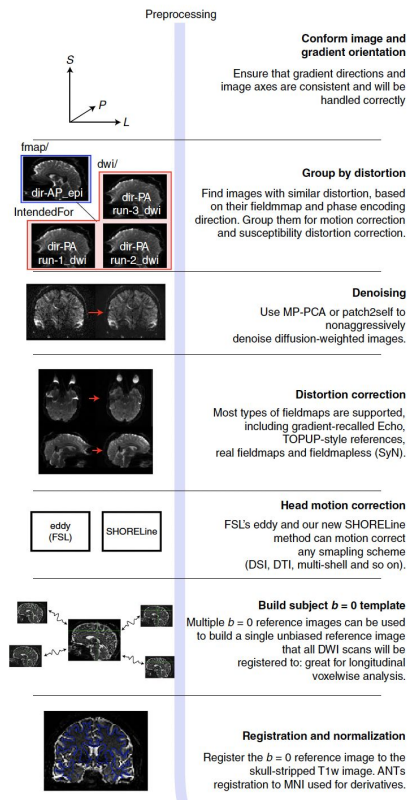 Preprocessing
Conform image and
gradient orientation
Ensure that gradient directions and
image axes are consistent and will be
handled correctly
S
P
L
fmap/
dir-AP_epi
dwi/
dir-PA
run-3_dwi
IntendedFor
dir-PA
run-1_dwi
dir-PA
run-2_dwi
Group by distortion
Find images with similar distortion, based
on their fieldmmap and phase encoding
direction. Group them for motion correction
and susceptibility distortion correction.
Denoising
Use MP-PCA or patch2self to
nonaggressively
denoise diffusion-weighted images.
Distortion correction
Most types of fieldmaps are supported,
including gradient-recalled Echo,
TOPUP-style references,
real fieldmaps and fieldmapless (SyN).
Head motion correction
eddy
(FSL)
SHORELine
FSL's eddy and our new SHORELine
method can motion correct
any smapling scheme
(DSI, DTI, multi-shell and so on).
Build subject b = 0 template
Multiple b = 0 reference images can be used
to build a single unbiased reference image
that all DWI scans will be
registered to: great for longitudinal
voxelwise analysis.
Registration and normalization
Register the b = 0 reference image to the
skull-stripped T1w image. ANTs
registration to MNI used for derivatives.